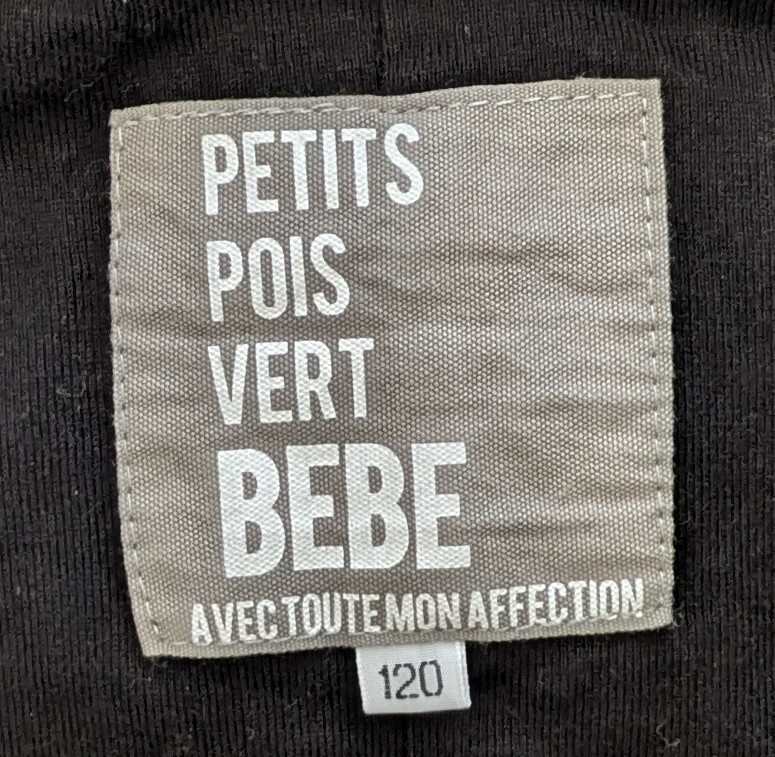 PETITS
POIS
VERT
BEBE
AVEC TOUTE MON AFFECTION
120